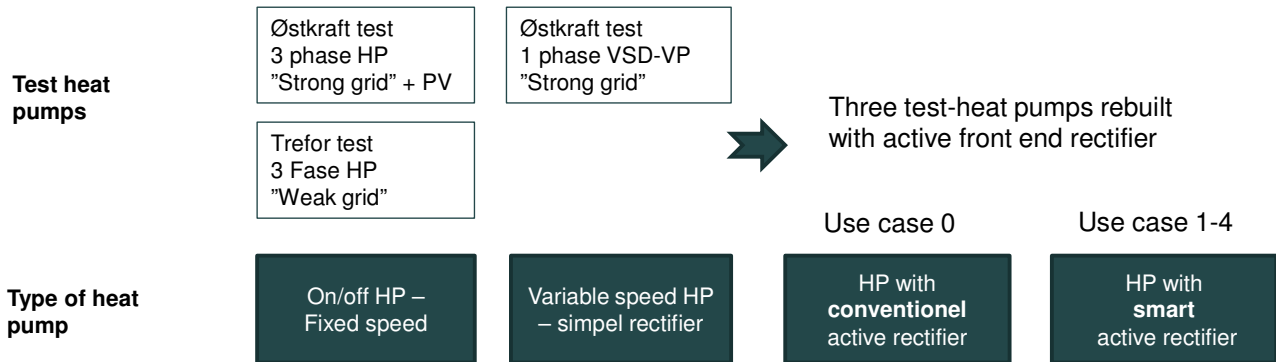 Test heat
pumps
Østkraft test
3 phase HP
”Strong grid” + PV
Østkraft test
1 phase VSD-VP
”Strong grid”
Trefor test
3 Fase HP
”Weak grid”
Three test-heat pumps rebuilt
with active front end rectifier
Use case 0
Use case 1-4
Type of heat
pump
On/off HP –
Fixed speed
Variable speed HP
– simpel rectifier
HP with
conventionel
active rectifier
HP with
smart
active rectifier